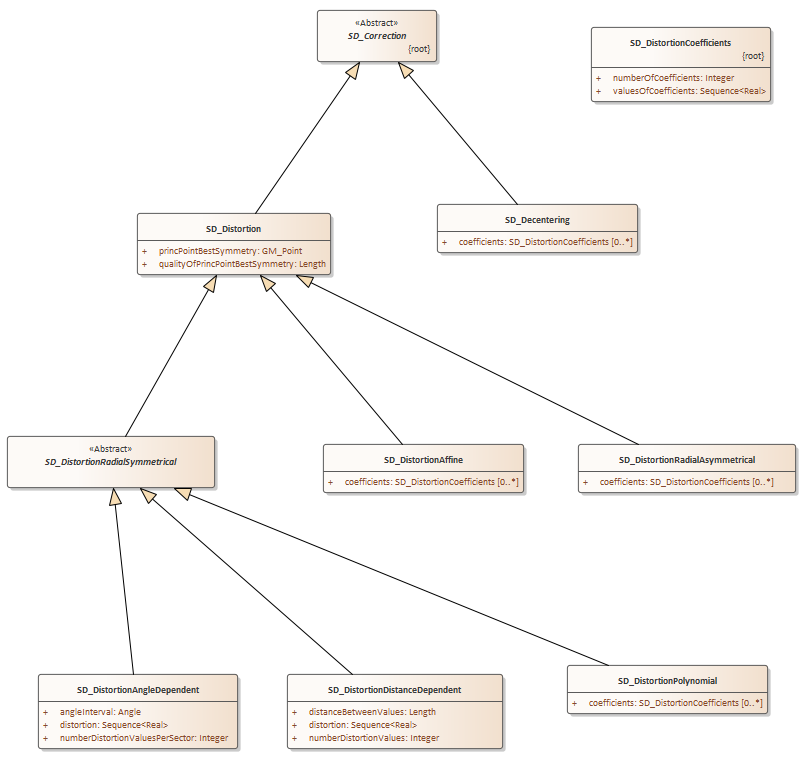 «Abstract»
SD_Correction
{root}
SD_DistortionCoefficients
{root}
+ numberOfCoefficients: Integer
+ valuesOfCoefficients: Sequence<Real>
SD_Distortion
+ princPointBestSymmetry: GM_Point
+ qualityOfPrincPointBestSymmetry: Length
SD_Decentering
+ coefficients: SD_DistortionCoefficients [0..*]
«Abstract»
SD_DistortionRadialSymmetrical
SD_DistortionAffine
+ coefficients: SD_DistortionCoefficients [0..*]
SD_DistortionRadialAsymmetrical
+ coefficients: SD_DistortionCoefficients [0..*]
SD_DistortionAngleDependent
+ angleInterval: Angle
+ distortion: Sequence<Real>
+ numberDistortionValuesPerSector: Integer
SD_DistortionDistanceDependent
+ distanceBetweenValues: Length
+ distortion: Sequence<Real>
+ numberDistortionValues: Integer
SD_DistortionPolynomial
+ coefficients: SD_DistortionCoefficients [0..*]